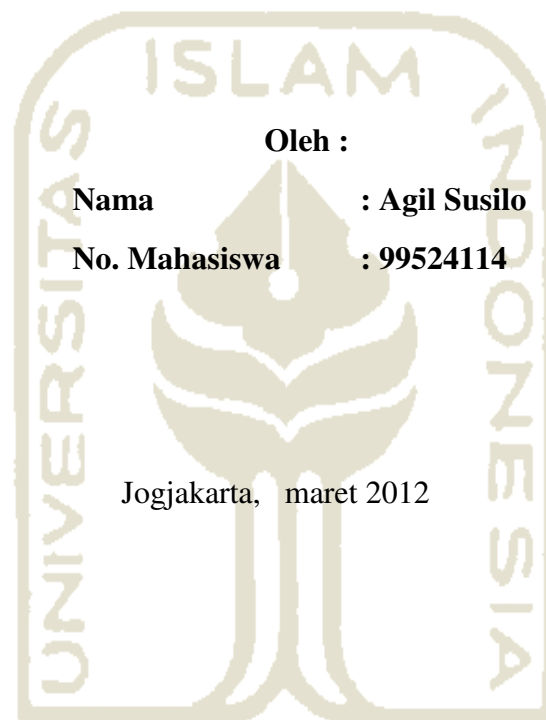 UNIVERSITAS
ISLAM
INDONESIA
Oleh :
Nama : Agil Susilo
No. Mahasiswa : 99524114
Jogjakarta, maret 2012